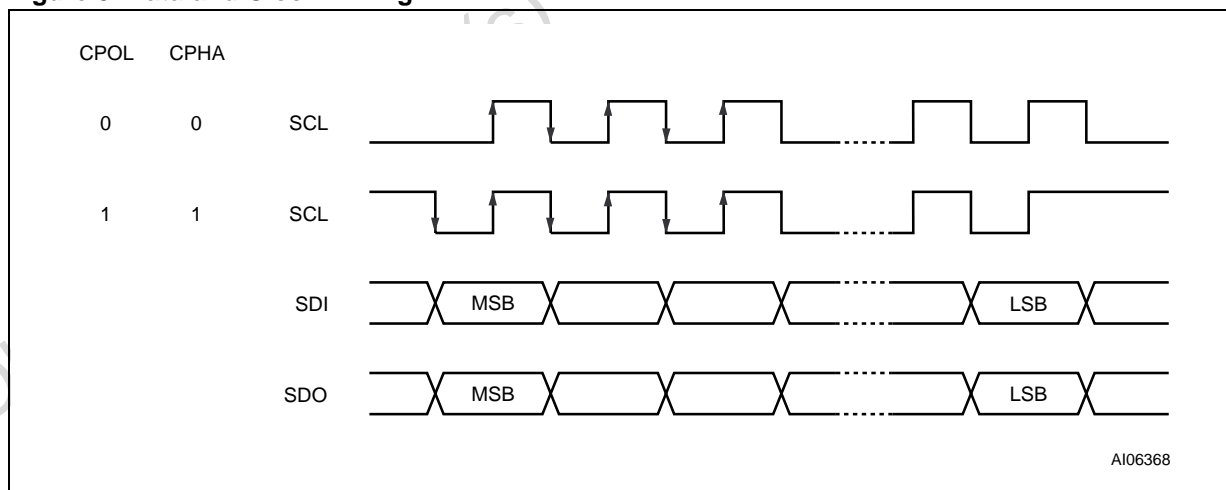 CPOL CPHA
0 0 SCL
1 1 SCL
SDI MSB LSB
SDO MSB LSB
AI06368